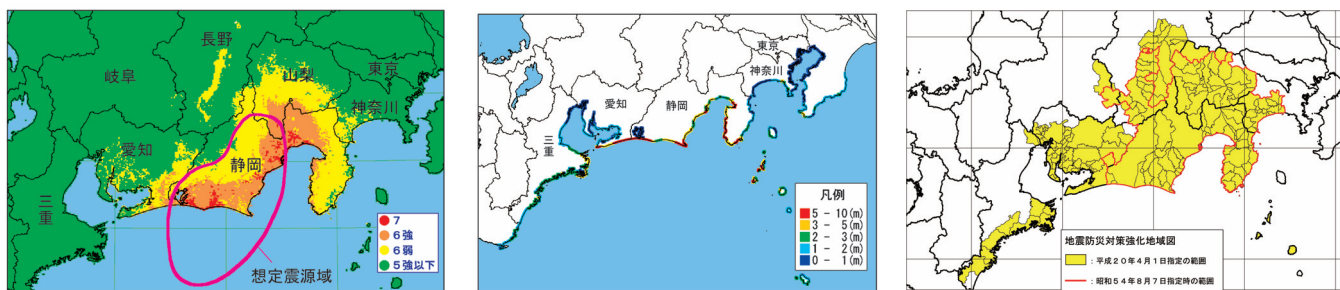 長野
岐阜
山梨
東京
神奈川
愛知
静岡
三重
7
6強
6弱
5強以下
想定震源域
東京
神奈川
愛知
静岡
三重
凡例
5 - 10(m)
3 - 5(m)
2 - 3(m)
1 - 2(m)
0 - 1(m)
地震防災対策強化地域図
:平成20年4月1日指定の範囲
:昭和54年8月7日指定時の範囲